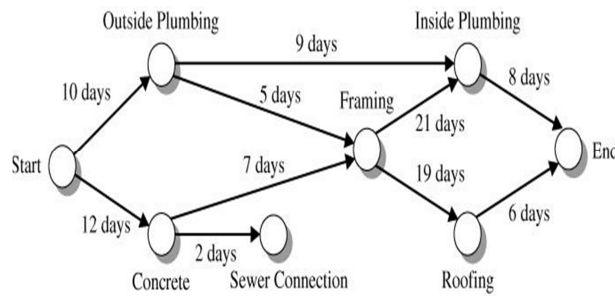 Outside Plumbing
Inside Plumbing
9 days
10 days
5 days
Framing
8 days
21 days
Start
7 days
End
19 days
12 days
2 days
6 days
Concrete
Sewer Connection
Roofing